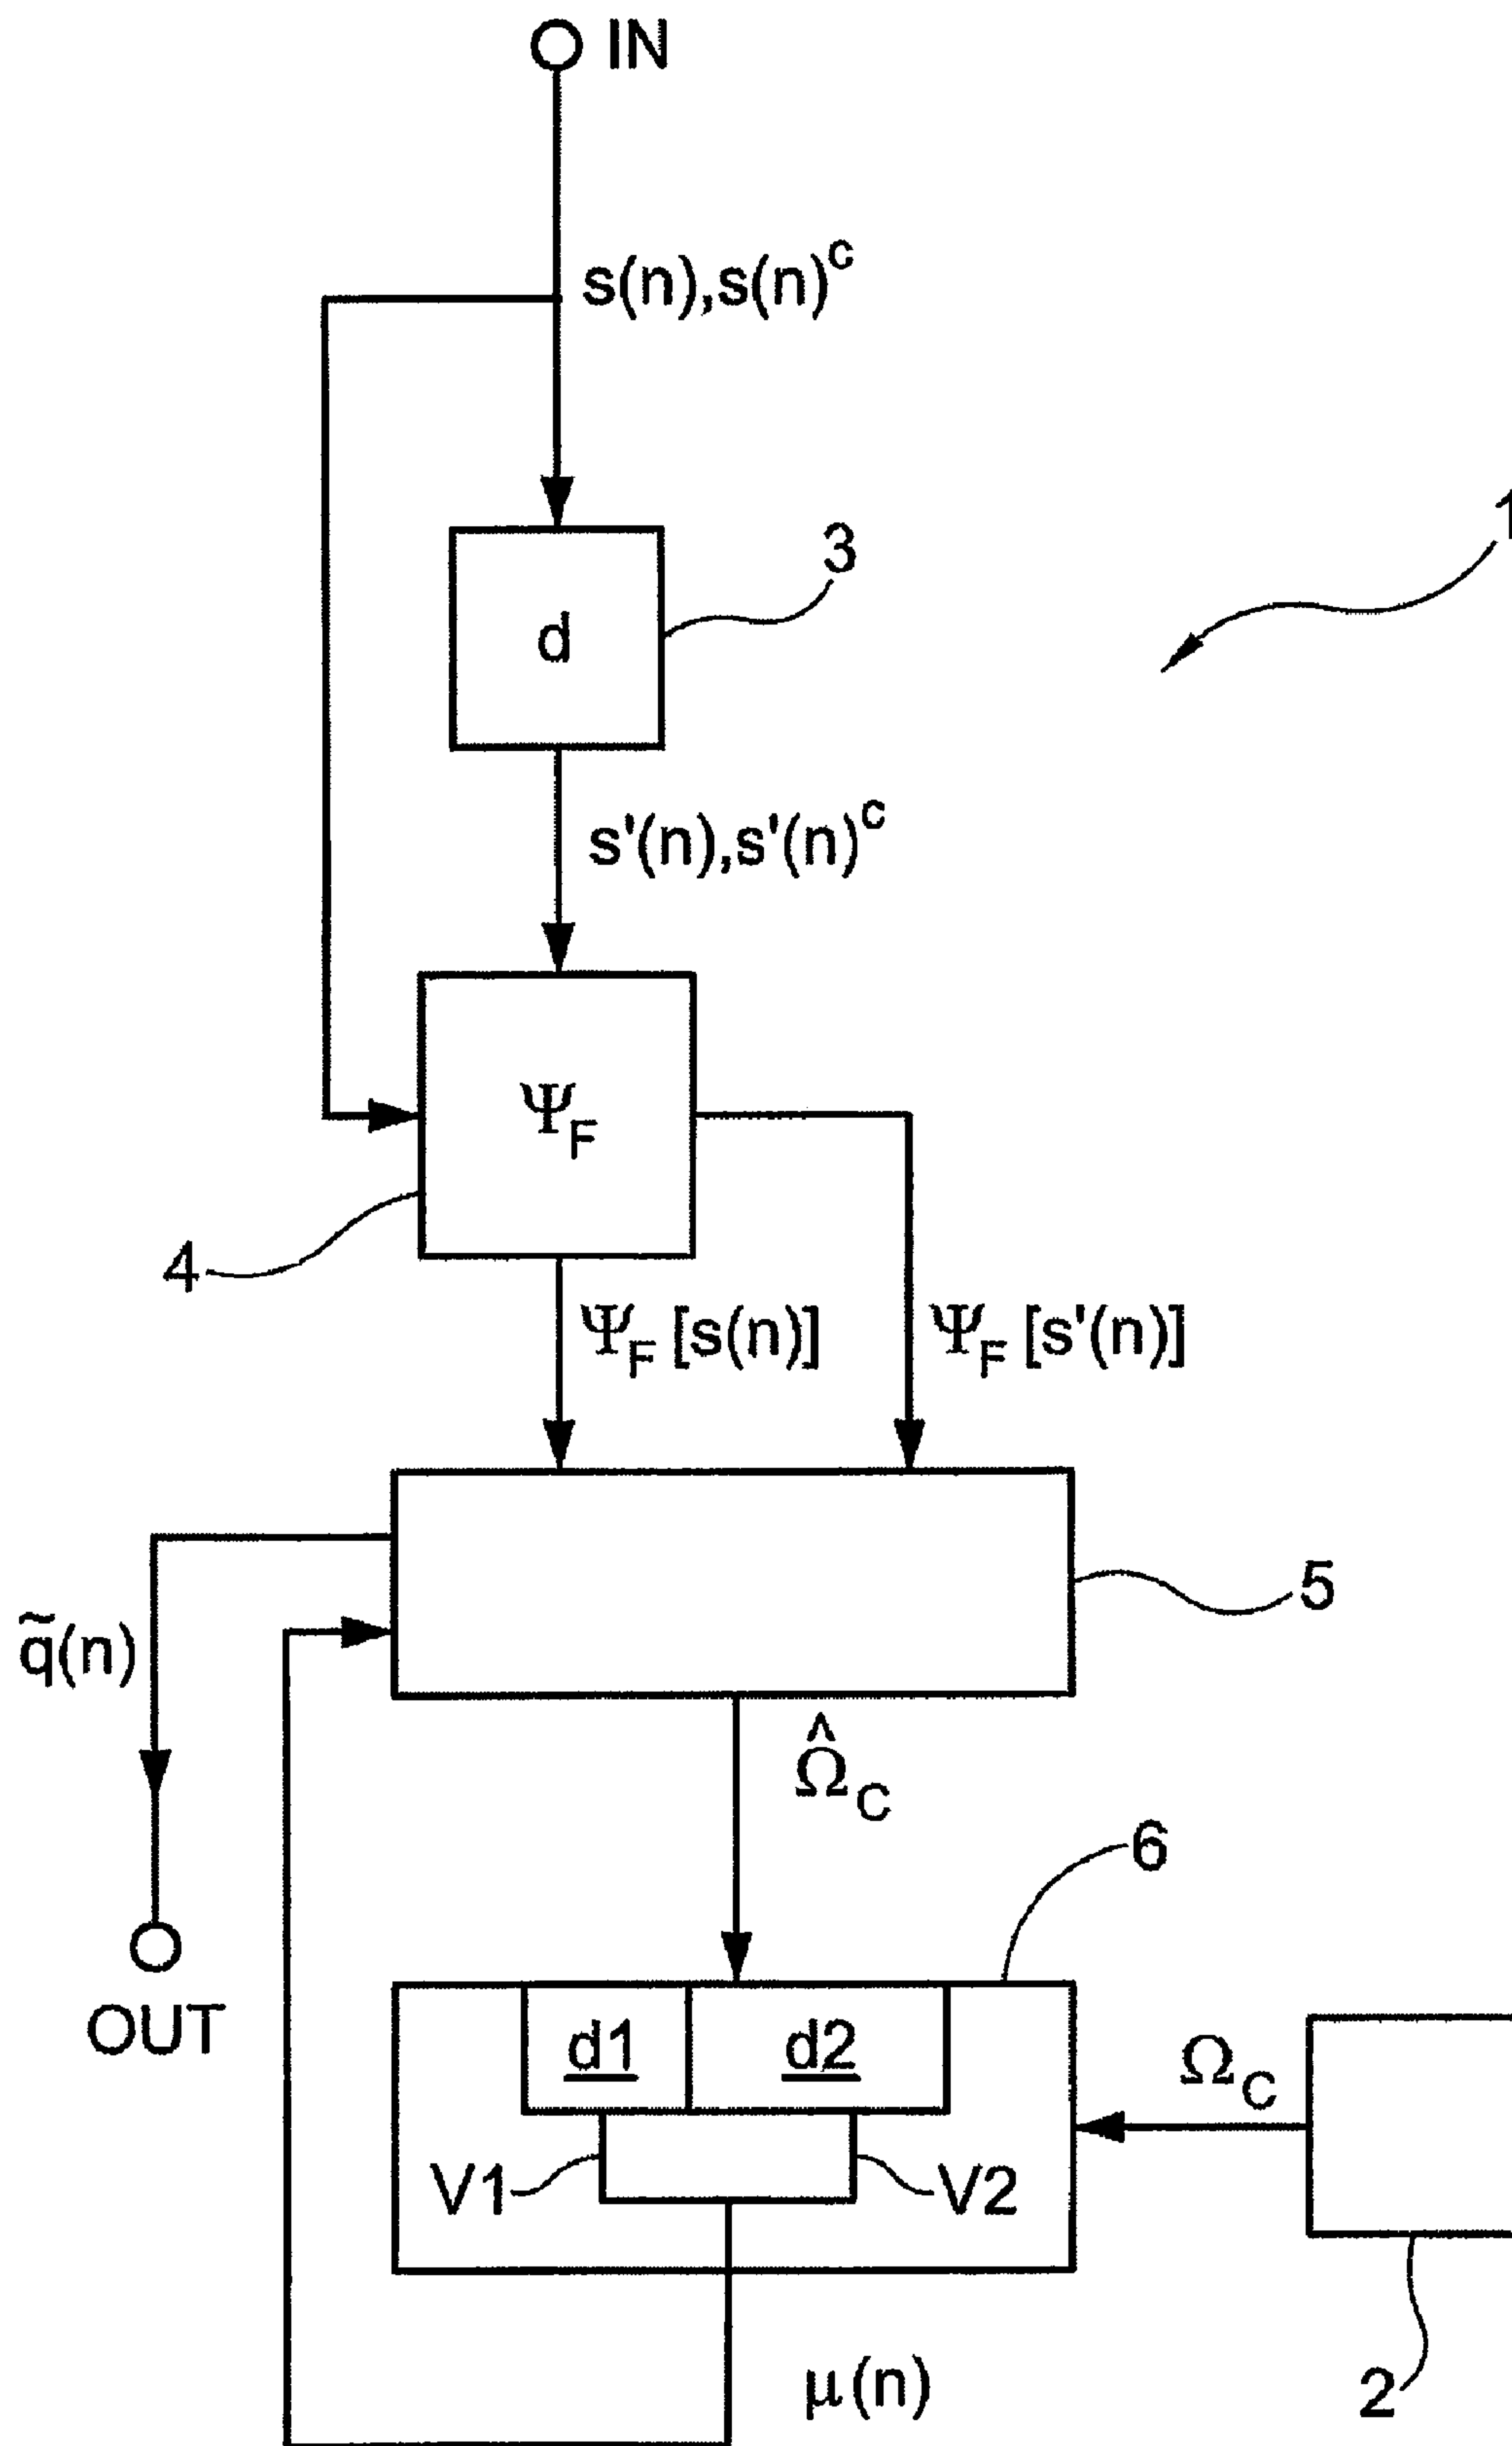 IN
s(n),s(n)ᶜ
1
3
d
s'(n),s'(n)ᶜ
Ψ_F
4
Ψ_F [s(n)]
Ψ_F [s'(n)]
5
q̃(n)
Ω̂_C
6
OUT
d1
d2
Ω_C
V1
V2
μ(n)
2